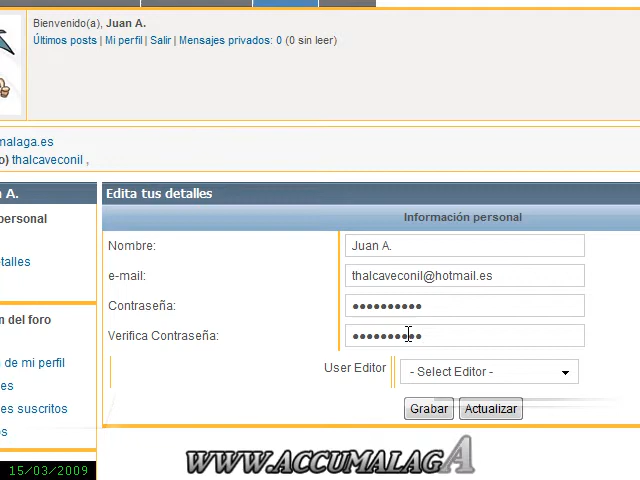 Bienvenido(a), Juan A.
Últimos posts | Mi perfil | Salir | Mensajes privados: 0 (0 sin leer)
malaga.es
o) thalcaveconil ,
A.
Edita tus detalles
personal
Información personal
Nombre:
Juan A.
talles
e-mail:
thalcaveconil@hotmail.es
Contraseña:
●●●●●●●●●●
n del foro
Verifica Contraseña:
●●●●●●●●●●
de mi perfil
User Editor
- Select Editor -
es
es suscritos
Grabar
Actualizar
os
15/03/2009
WWW.ACCUMALAGA